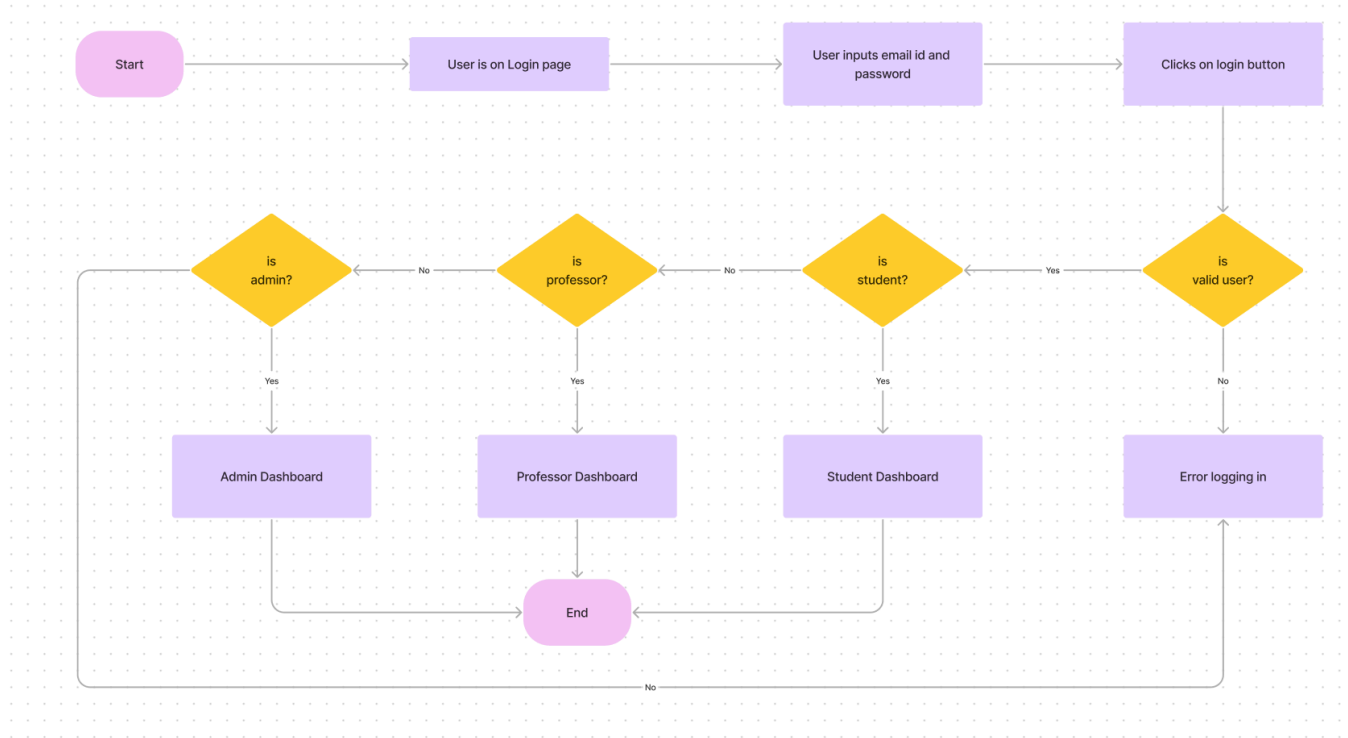 Start
User is on Login page
User inputs email id and
password
Clicks on login button
is
admin?
No
is
professor?
No
is
student?
Yes
is
valid user?
Yes
Yes
Yes
No
Admin Dashboard
Professor Dashboard
Student Dashboard
Error logging in
End
No